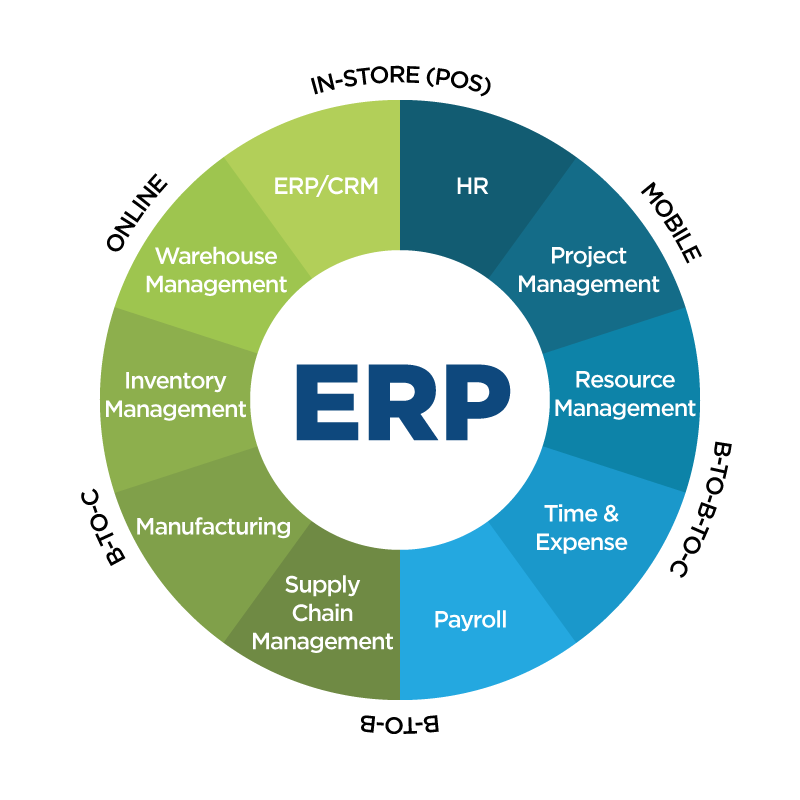 IN-STORE (POS)
MOBILE
B-TO-B-TO-C
B-TO-B
B-TO-C
ONLINE
HR
Project
Management
Resource
Management
Time &
Expense
Payroll
Supply
Chain
Management
Manufacturing
Inventory
Management
Warehouse
Management
ERP/CRM
ERP